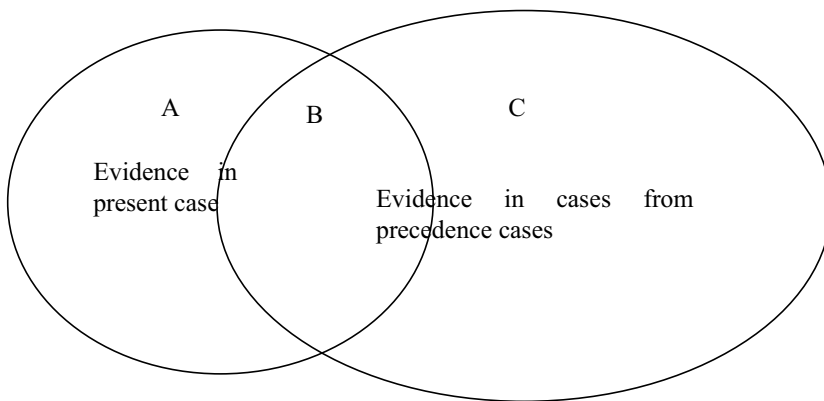 A
B
C
Evidence in
present case
Evidence in cases from
precedence cases